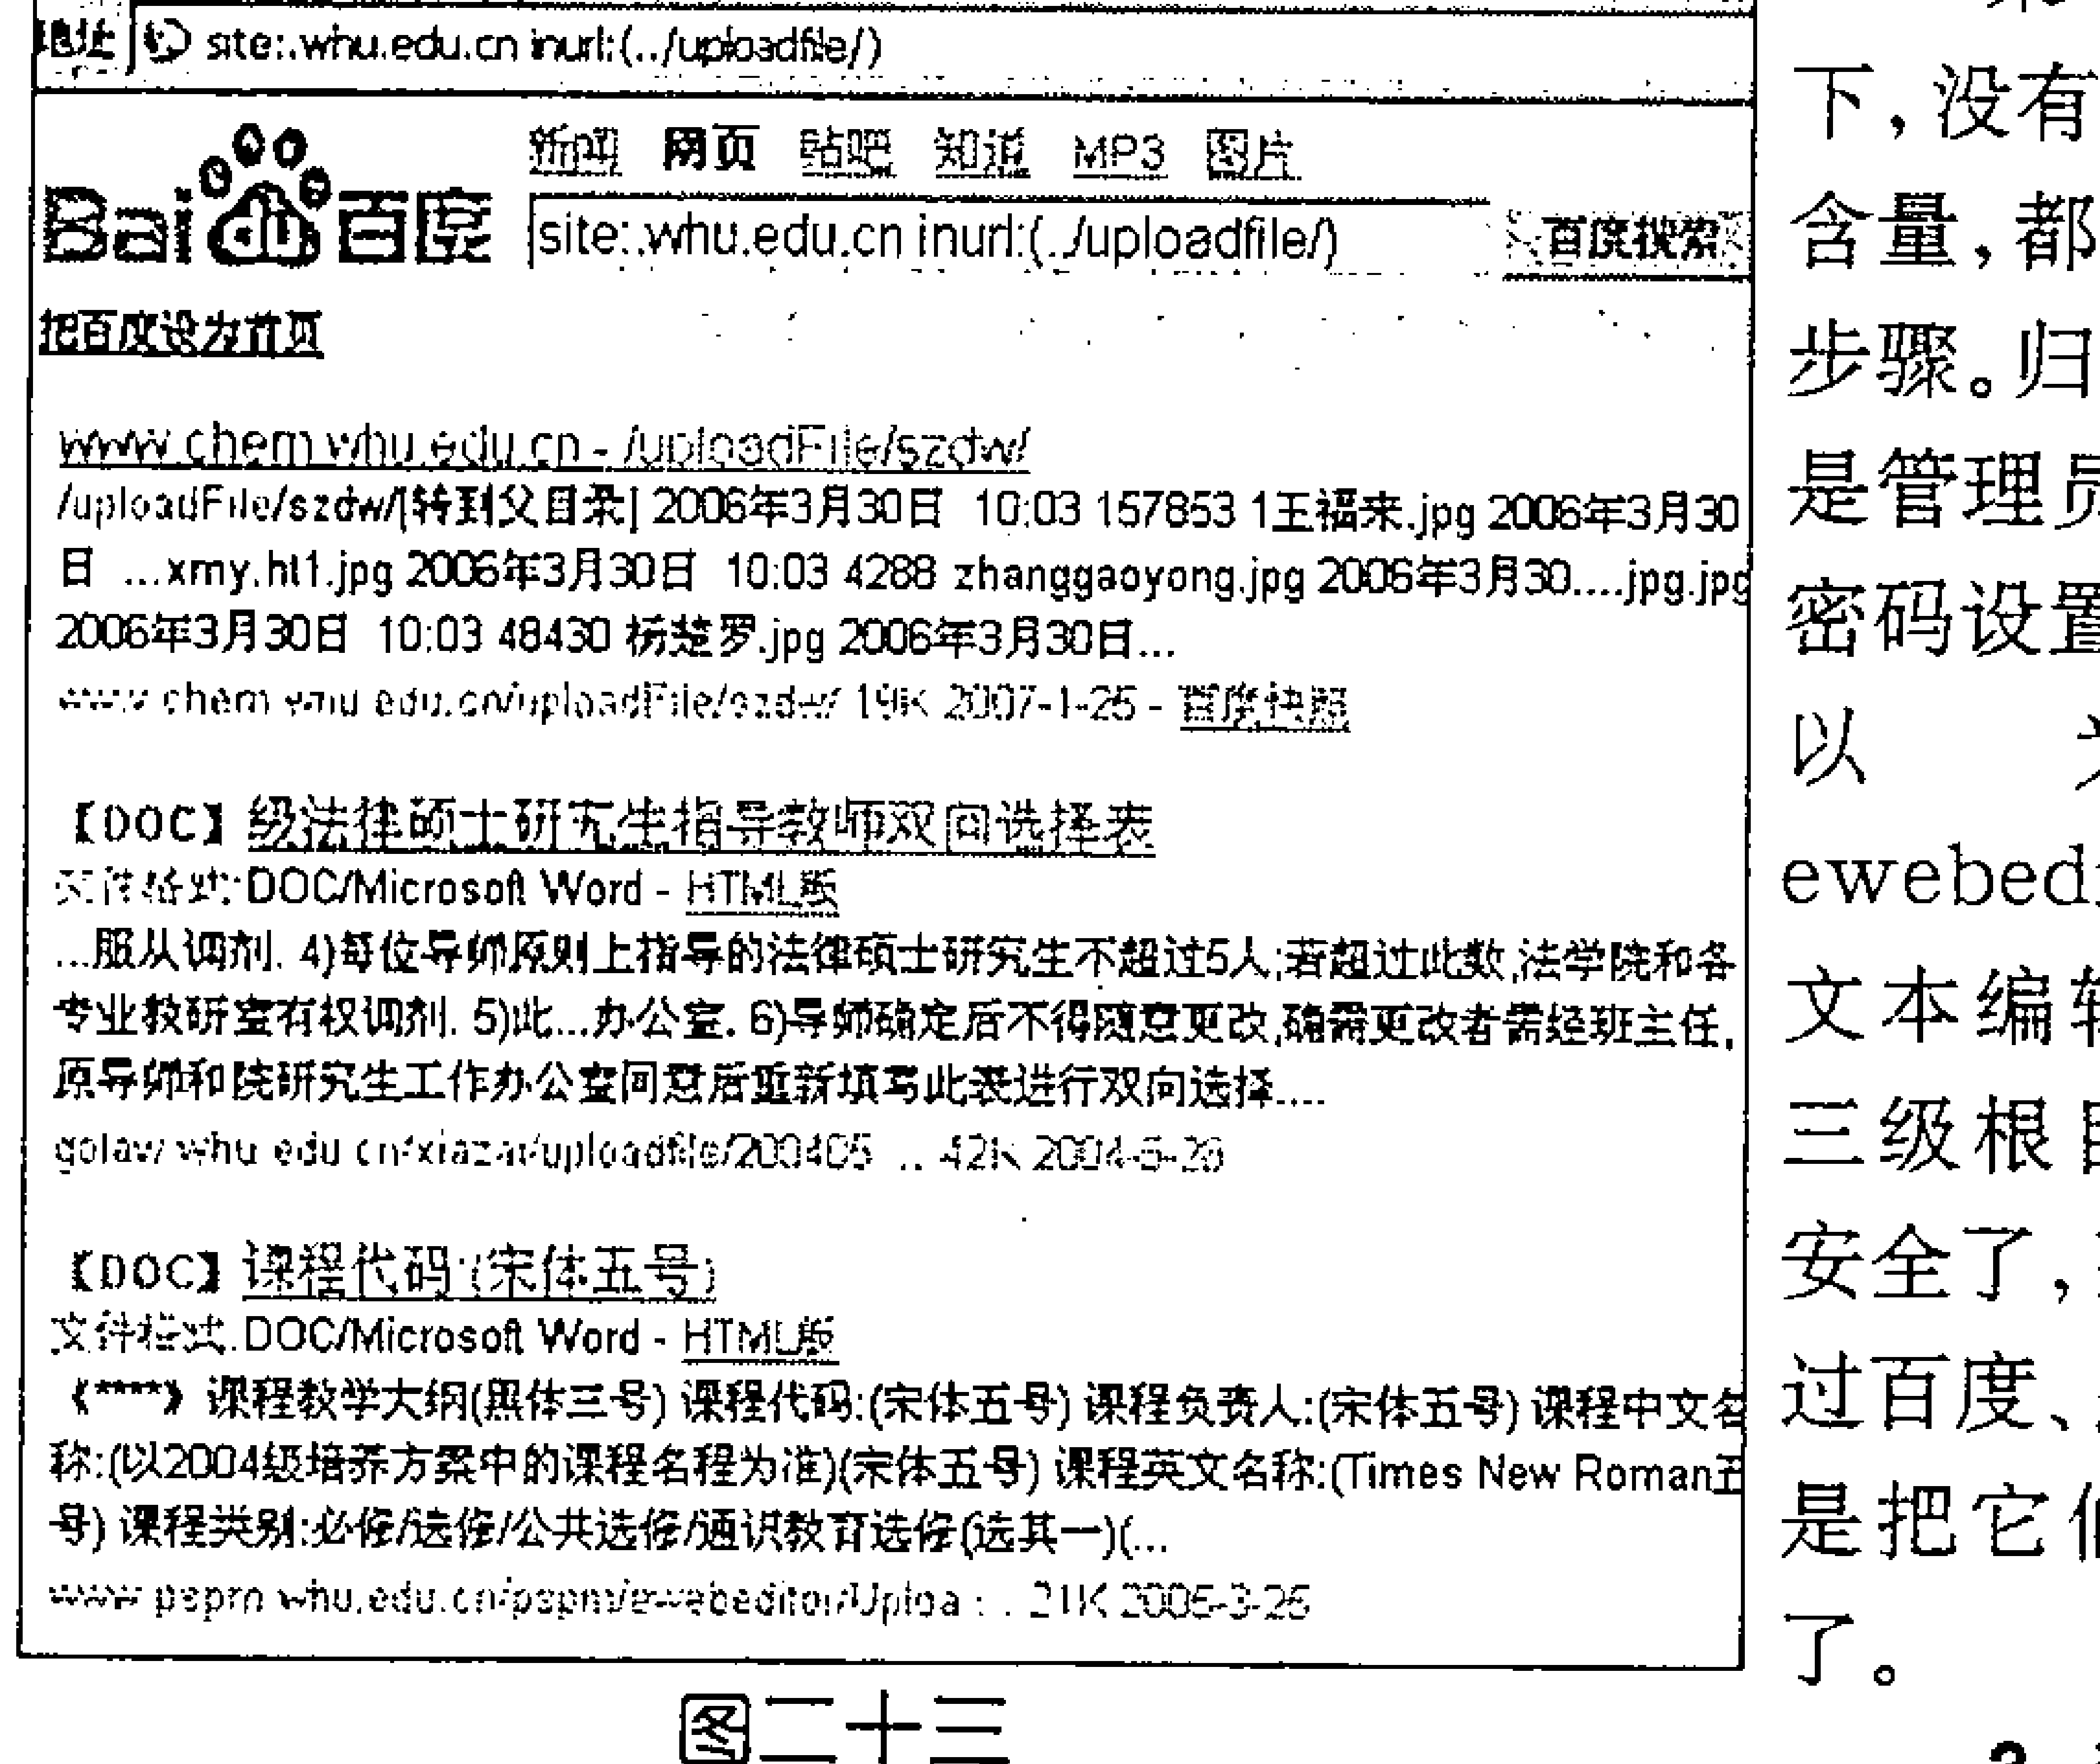 地址 site:.whu.edu.cn inurl:(../uploadfile/)
新闻 网页 贴吧 知道 MP3 图片
Bai du 百度 site:.whu.edu.cn inurl:(../uploadfile/) 百度搜索
把百度设为首页
www.chem.whu.edu.cn - /uploadFile/szdw/
/uploadFile/szdw/[转到父目录] 2006年3月30日 10:03 157853 1王福来.jpg 2006年3月30
日 ...xmy.ht1.jpg 2006年3月30日 10:03 4288 zhanggaoyong.jpg 2006年3月30....jpg.jpg
2006年3月30日 10:03 48430 杨楚罗.jpg 2006年3月30日...
www.chem.whu.edu.cn/uploadFile/szdw/ 19K 2007-1-25 - 百度快照
【DOC】级法律硕士研究生指导教师双向选择表
文件格式:DOC/Microsoft Word - HTML版
...服从调剂. 4)每位导师原则上指导的法律硕士研究生不超过5人;若超过此数,法学院和各
专业教研室有权调剂. 5)此...办公室. 6)导师确定后不得随意更改,确需更改者需经班主任,
原导师和院研究生工作办公室同意后重新填写此表进行双向选择....
golaw.whu.edu.cn/xiazai/uploadfile/200405 ... 42K 2004-5-26
【DOC】课程代码:(宋体五号)
文件格式:DOC/Microsoft Word - HTML版
《****》课程教学大纲(黑体三号) 课程代码:(宋体五号) 课程负责人:(宋体五号) 课程中文名
称:(以2004级培养方案中的课程名程为准)(宋体五号) 课程英文名称:(Times New Roman五
号) 课程类别:必修/选修/公共选修/通识教育选修(选其一)(...
www.pspm.whu.edu.cn/pspm/ewebeditor/Uploa ... 21K 2005-3-25
图二十三
下,没有
含量,都
步骤。归
是管理员
密码设置
以
ewebedi
文本编辑
三级根目
安全了,
过百度、
是把它们
了。